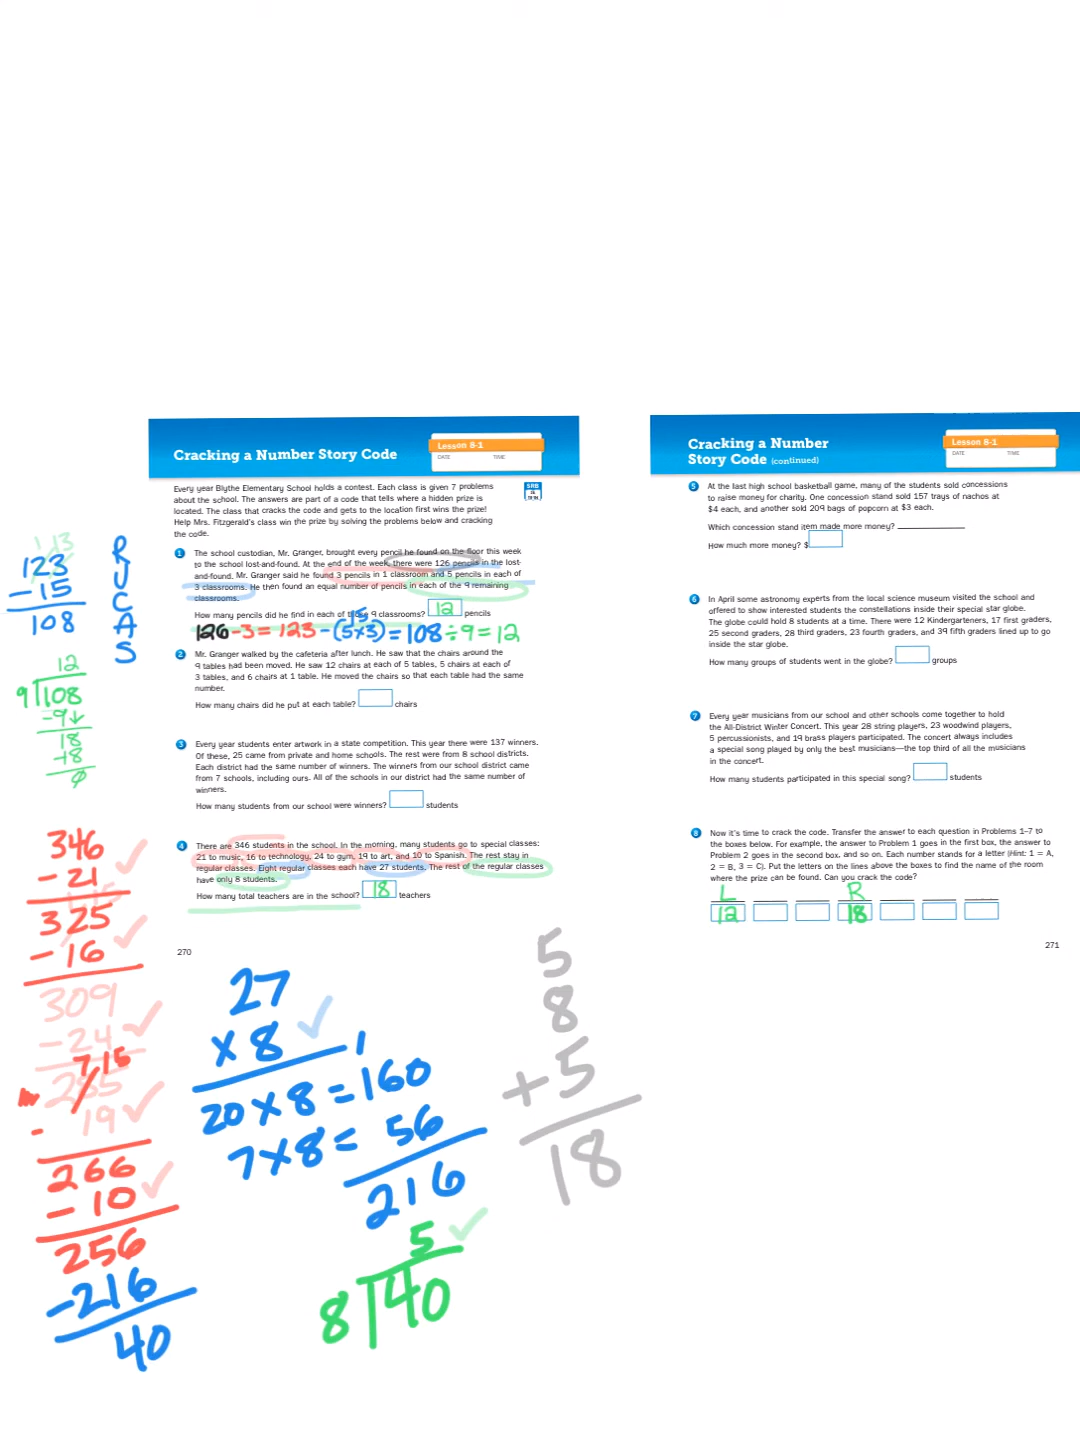 Cracking a Number Story Code
Lesson 8-1
DATE TIME
Every year Blythe Elementary School holds a contest. Each class is given 7 problems
about the school. The answers are part of a code that tells where a hidden prize is
located. The class that cracks the code and gets to the location first wins the prize!
Help Mrs. Fitzgerald's class win the prize by solving the problems below and cracking
the code.
SRB
1 The school custodian, Mr. Granger, brought every pencil he found on the floor this week
to the school lost-and-found. At the end of the week, there were 126 pencils in the lost-
and-found. Mr. Granger said he found 3 pencils in 1 classroom and 5 pencils in each of
3 classrooms. He then found an equal number of pencils in each of the 9 remaining
classrooms.
How many pencils did he find in each of those 9 classrooms? 12 pencils
15
126 -3 = 123 - (5×3) = 108 ÷ 9 = 12
2 Mr. Granger walked by the cafeteria after lunch. He saw that the chairs around the
9 tables had been moved. He saw 12 chairs at each of 5 tables, 5 chairs at each of
3 tables, and 6 chairs at 1 table. He moved the chairs so that each table had the same
number.
How many chairs did he put at each table? chairs
3 Every year students enter artwork in a state competition. This year there were 137 winners.
Of these, 25 came from private and home schools. The rest were from 8 school districts.
Each district had the same number of winners. The winners from our school district came
from 7 schools, including ours. All of the schools in our district had the same number of
winners.
How many students from our school were winners? students
4 There are 346 students in the school. In the morning, many students go to special classes:
21 to music, 16 to technology, 24 to gym, 19 to art, and 10 to Spanish. The rest stay in
regular classes. Eight regular classes each have 27 students. The rest of the regular classes
have only 8 students.
How many total teachers are in the school? 18 teachers
270
1 13
123
-15
108
R
U
C
A
S
12
9 108
-9↓
18
-18
0
346
- 21
325
- 16
309
- 24
7 15
285
- 19
266
- 10
256
-216
40
27
× 8
1
20 × 8 = 160
7 × 8 = 56
216
5
8 40
5
8
+ 5
18
Cracking a Number
Story Code (continued)
Lesson 8-1
DATE TIME
5 At the last high school basketball game, many of the students sold concessions
to raise money for charity. One concession stand sold 157 trays of nachos at
$4 each, and another sold 209 bags of popcorn at $3 each.
Which concession stand item made more money?
How much more money? $
6 In April some astronomy experts from the local science museum visited the school and
offered to show interested students the constellations inside their special star globe.
The globe could hold 8 students at a time. There were 12 Kindergarteners, 17 first graders,
25 second graders, 28 third graders, 23 fourth graders, and 39 fifth graders lined up to go
inside the star globe.
How many groups of students went in the globe? groups
7 Every year musicians from our school and other schools come together to hold
the All-District Winter Concert. This year 28 string players, 23 woodwind players,
5 percussionists, and 19 brass players participated. The concert always includes
a special song played by only the best musicians—the top third of all the musicians
in the concert.
How many students participated in this special song? students
8 Now it's time to crack the code. Transfer the answer to each question in Problems 1–7 to
the boxes below. For example, the answer to Problem 1 goes in the first box, the answer to
Problem 2 goes in the second box, and so on. Each number stands for a letter (Hint: 1 = A,
2 = B, 3 = C). Put the letters on the lines above the boxes to find the name of the room
where the prize can be found. Can you crack the code?
L R
12 18
271